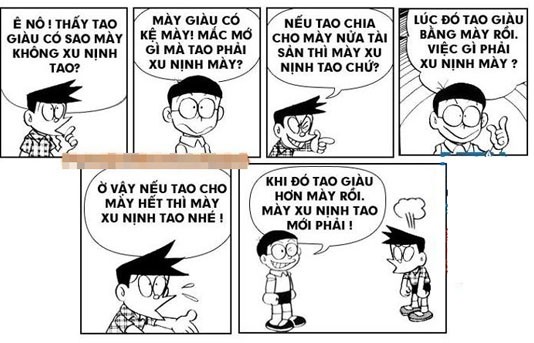 Ê NÔ ! THẤY TAO
GIÀU CÓ SAO MÀY
KHÔNG XU NỊNH
TAO?
MÀY GIÀU CÓ
KỆ MÀY! MẮC MỚ
GÌ MÀ TAO PHẢI
XU NỊNH MÀY?
NẾU TAO CHIA
CHO MÀY NỬA TÀI
SẢN THÌ MÀY XU
NỊNH TAO CHỨ?
LÚC ĐÓ TAO GIÀU
BẰNG MÀY RỒI.
VIỆC GÌ PHẢI
XU NỊNH MÀY ?
Ờ VẬY NẾU TAO CHO
MÀY HẾT THÌ MÀY
XU NỊNH TAO NHÉ !
KHI ĐÓ TAO GIÀU
HƠN MÀY RỒI.
MÀY XU NỊNH TAO
MỚI PHẢI !